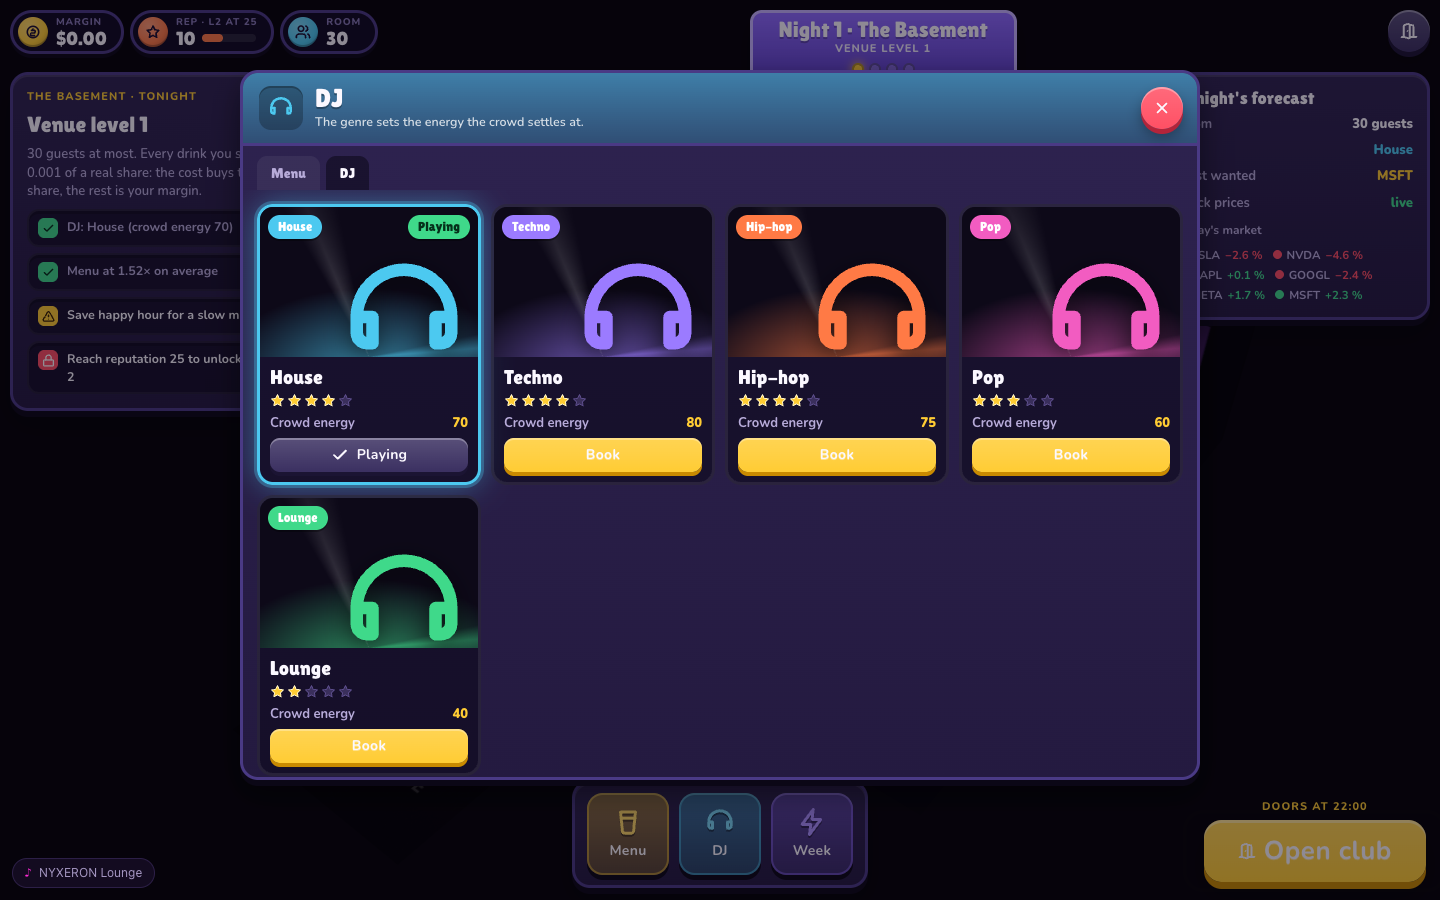 MARGIN
$0.00
REP · L2 AT 25
10
ROOM
30
Night 1 · The Basement
VENUE LEVEL 1
THE BASEMENT · TONIGHT
Venue level 1
30 guests at most. Every drink you s
0.001 of a real share: the cost buys
share, the rest is your margin.
DJ: House (crowd energy 70)
Menu at 1.52× on average
Save happy hour for a slow m
Reach reputation 25 to unlock
2
DJ
The genre sets the energy the crowd settles at.
Menu
DJ
House
Playing
House
Crowd energy 70
Playing
Techno
Techno
Crowd energy 80
Book
Hip-hop
Hip-hop
Crowd energy 75
Book
Pop
Pop
Crowd energy 60
Book
Lounge
Lounge
Crowd energy 40
Book
night's forecast
m 30 guests
House
st wanted MSFT
ck prices live
ay's market
SLA −2.6 % NVDA −4.6 %
APL +0.1 % GOOGL −2.4 %
ETA +1.7 % MSFT +2.3 %
Menu
DJ
Week
DOORS AT 22:00
Open club
NYXERON Lounge